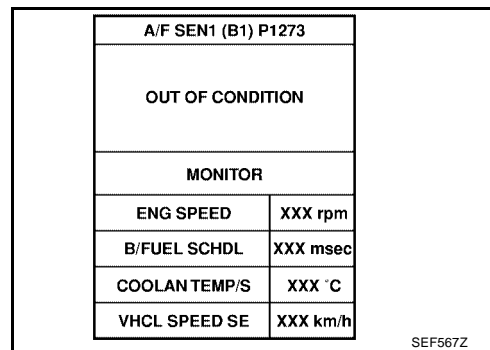 A/F SEN1 (B1) P1273
OUT OF CONDITION
MONITOR
ENG SPEED XXX rpm
B/FUEL SCHDL XXX msec
COOLAN TEMP/S XXX °C
VHCL SPEED SE XXX km/h
SEF567Z